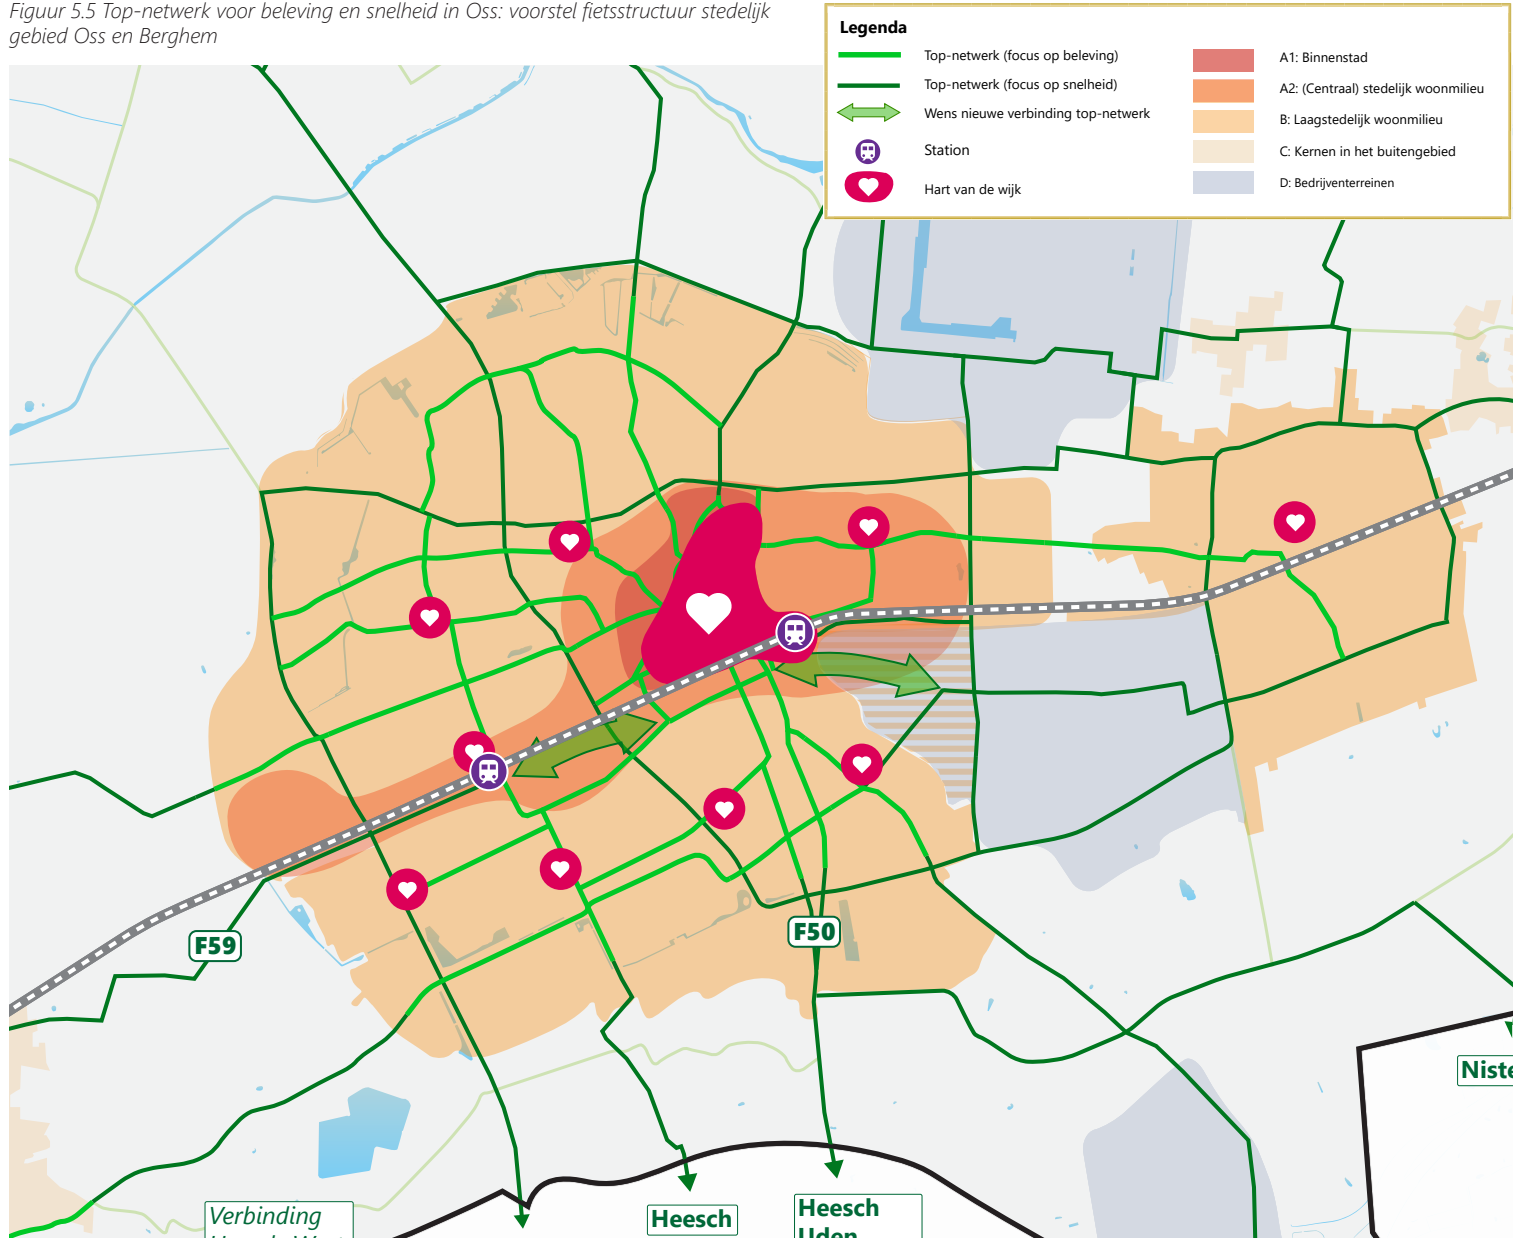 Figuur 5.5 Top-netwerk voor beleving en snelheid in Oss: voorstel fietsstructuur stedelijk
gebied Oss en Berghem
Legenda
Top-netwerk (focus op beleving)
Top-netwerk (focus op snelheid)
Wens nieuwe verbinding top-netwerk
Station
Hart van de wijk
A1: Binnenstad
A2: (Centraal) stedelijk woonmilieu
B: Laagstedelijk woonmilieu
C: Kernen in het buitengebied
D: Bedrijventerreinen
F59
F50
Niste
Verbinding
Heesch
Heesch
Uden